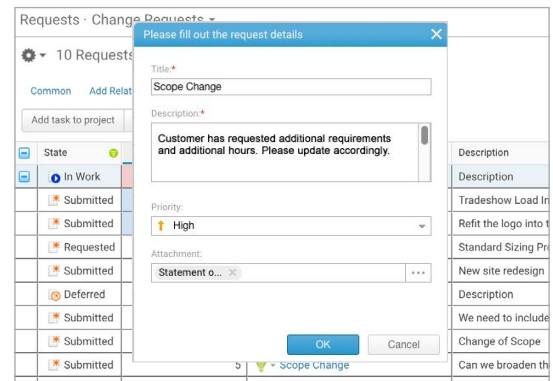 Requests · Change Requests
10 Requests
Common Add Relat
Add task to project
State Description
In Work Description
Submitted Tradeshow Load In
Submitted Refit the logo into t
Requested Standard Sizing Pr
Submitted New site redesign
Deferred Description
Submitted We need to include
Submitted Change of Scope
Submitted 5 Scope Change Can we broaden th
Please fill out the request details
Title:*
Scope Change
Description:*
Customer has requested additional requirements
and additional hours. Please update accordingly.
Priority:
High
Attachment:
Statement o...
OK Cancel